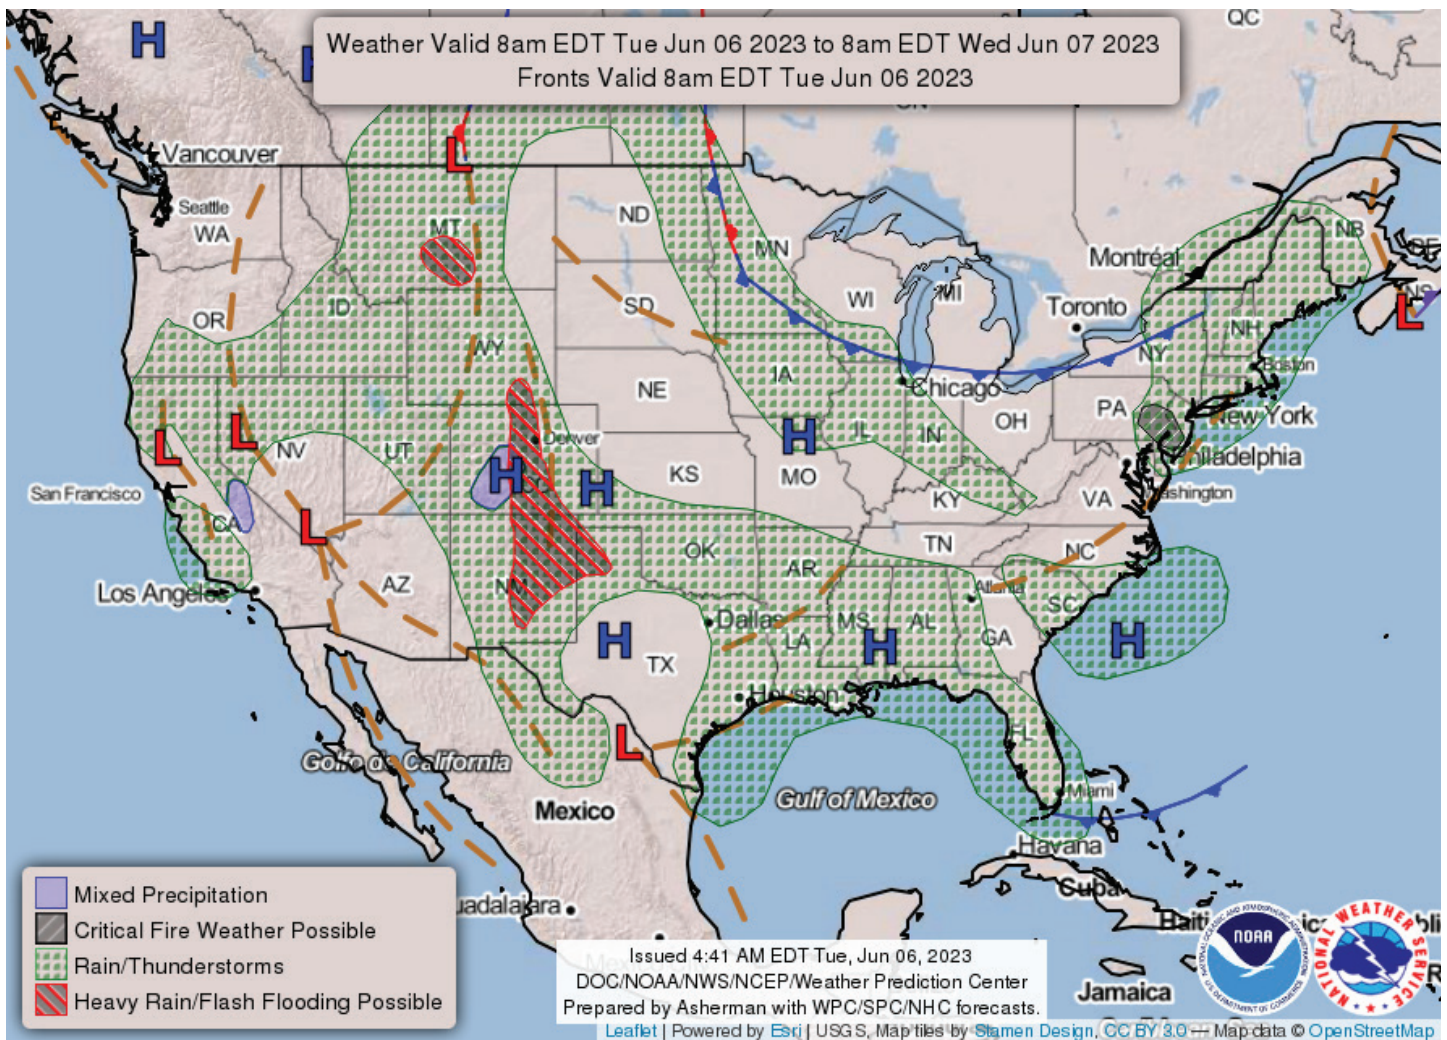 QC
H
Weather Valid 8am EDT Tue Jun 06 2023 to 8am EDT Wed Jun 07 2023
Fronts Valid 8am EDT Tue Jun 06 2023
Vancouver
L
Seattle
WA
MT
ND
MN
NB
Montréal
OR
ID
SD
WI
MI
Toronto
NS
L
WY
NY
NH
IA
Boston
NE
Chicago
PA
New York
L
L
NV
UT
Denver
H
IL
IN
OH
Philadelphia
San Francisco
CA
H
H
KS
MO
KY
VA
Washington
L
OK
TN
NC
Los Angeles
AZ
NM
AR
Atlanta
SC
H
TX
Dallas
LA
MS
H
AL
GA
H
Houston
Golfo de California
L
FL
Mexico
Gulf of Mexico
Miami
Havana
Cuba
Mixed Precipitation
Critical Fire Weather Possible
Rain/Thunderstorms
Heavy Rain/Flash Flooding Possible
uadalajara
Haiti
NOAA
NATIONAL WEATHER SERVICE
Issued 4:41 AM EDT Tue, Jun 06, 2023
DOC/NOAA/NWS/NCEP/Weather Prediction Center
Prepared by Asherman with WPC/SPC/NHC forecasts.
Jamaica
Leaflet | Powered by Esri | USGS, Map tiles by Stamen Design, CC BY 3.0 — Map data © OpenStreetMap